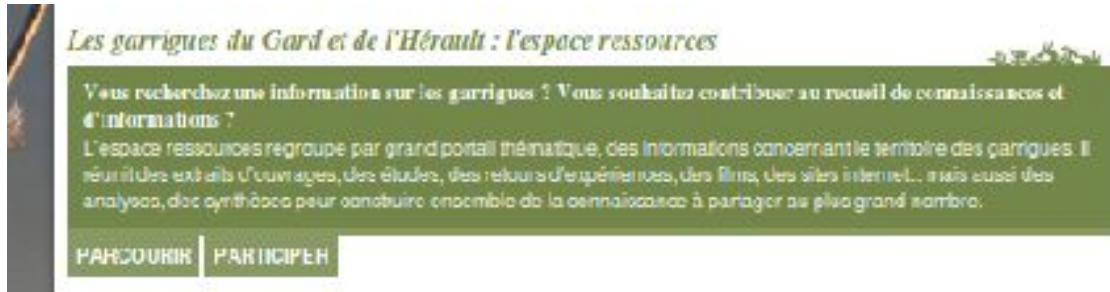 Les garrigues du Gard et de l'Hérault : l'espace ressources
Vous recherchez une information sur les garrigues ? Vous souhaitez contribuer au recueil de connaissances et
d'informations ?
L'espace ressources regroupe par grand portail thématique, des informations concernant le territoire des garrigues. Il
réunit des extraits d'ouvrages, des études, des retours d'expériences, des films, des sites internet... mais aussi des
analyses, des synthèses pour construire ensemble de la connaissance à partager au plus grand nombre.
PARCOURIR PARTICIPER